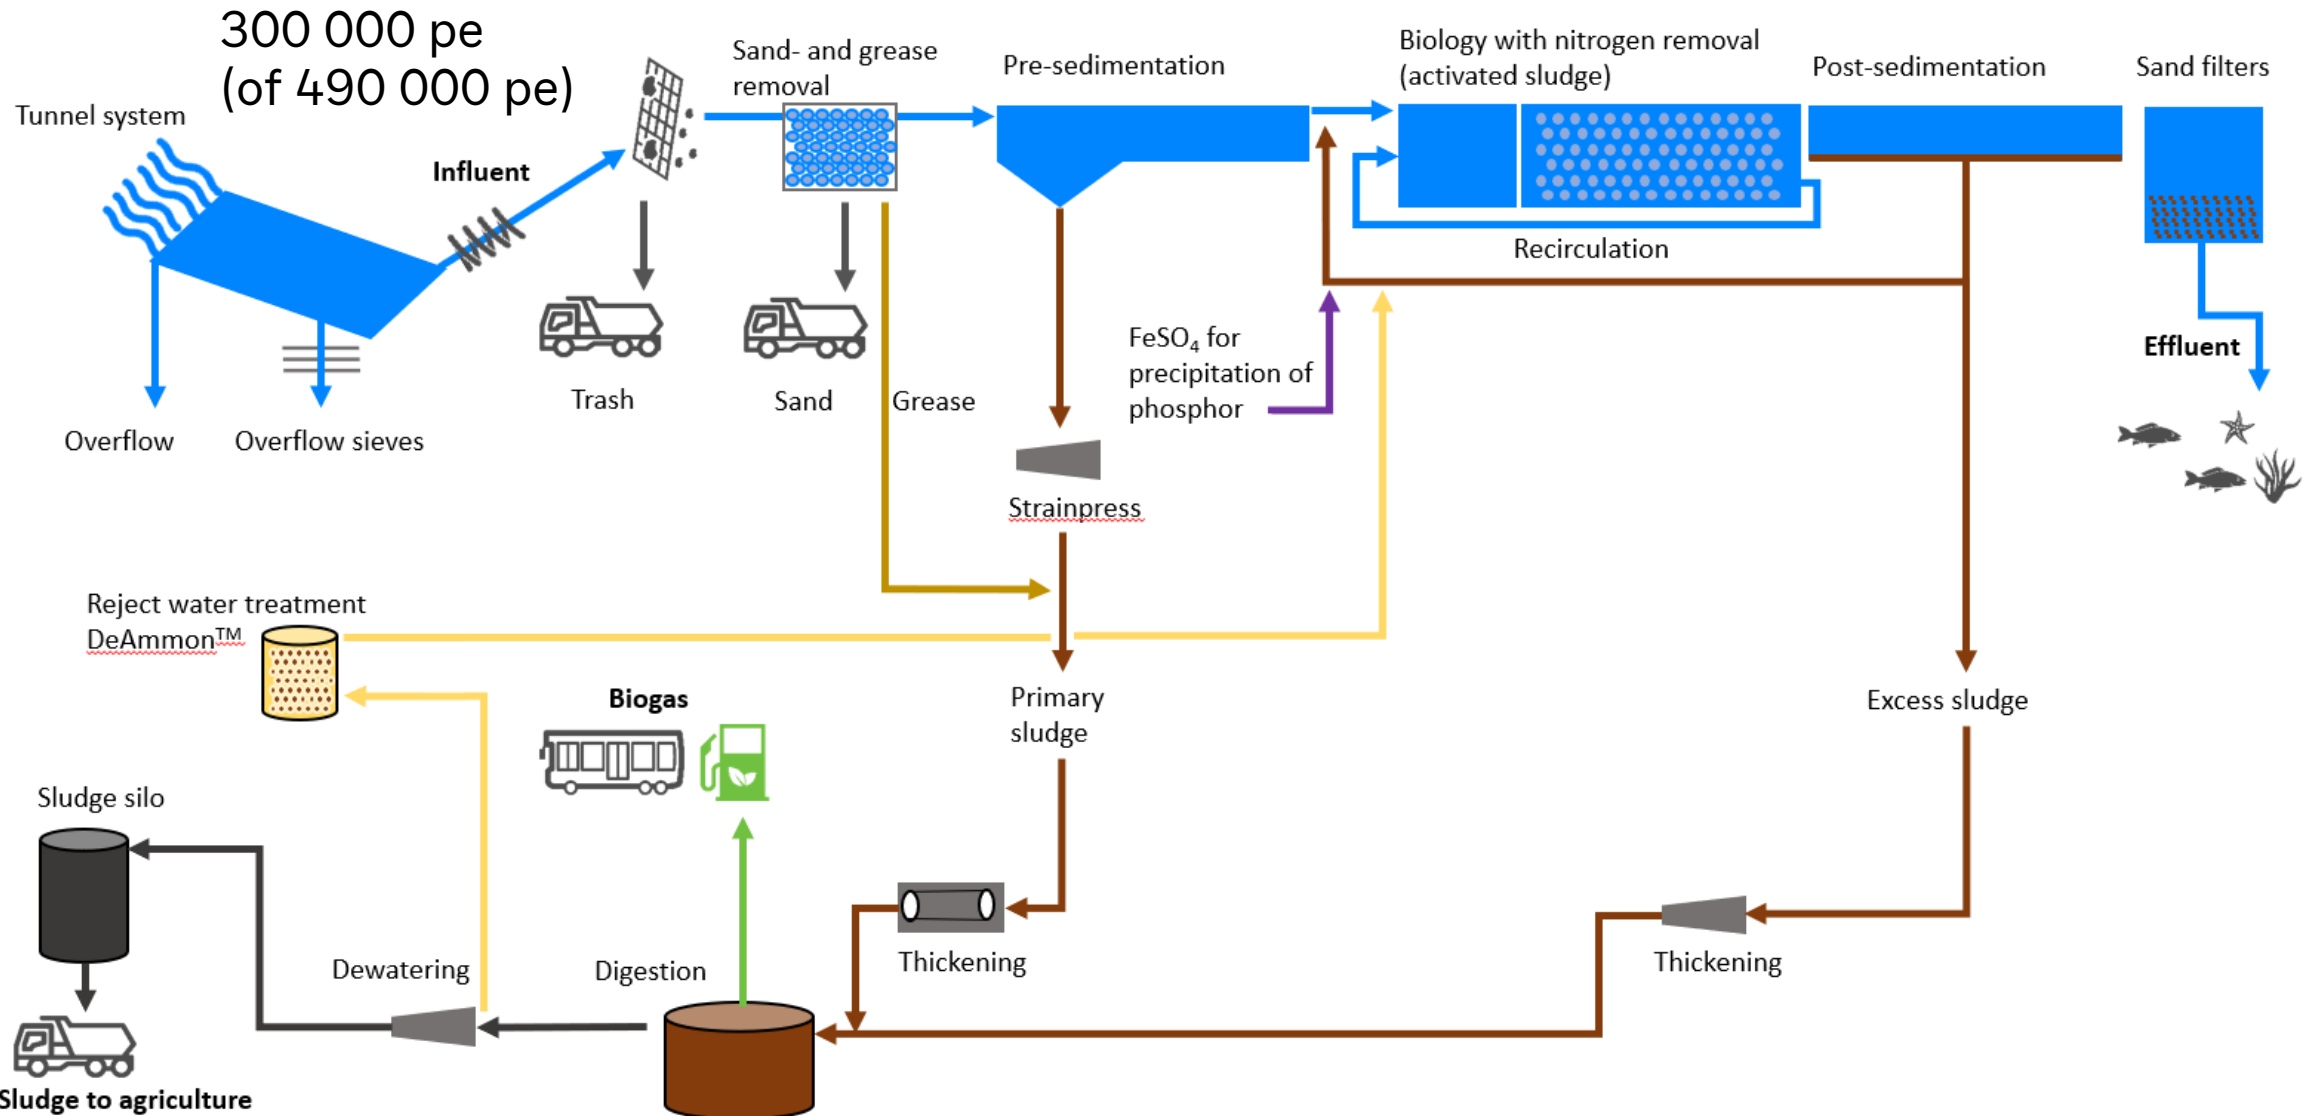 300 000 pe
(of 490 000 pe)
Tunnel system
Influent
Sand- and grease
removal
Pre-sedimentation
Biology with nitrogen removal
(activated sludge)
Post-sedimentation
Sand filters
Recirculation
FeSO₄ for
precipitation of
phosphor
Effluent
Overflow
Overflow sieves
Trash
Sand
Grease
Strainpress
Reject water treatment
DeAmmon™
Biogas
Primary
sludge
Excess sludge
Sludge silo
Dewatering
Digestion
Thickening
Thickening
Sludge to agriculture